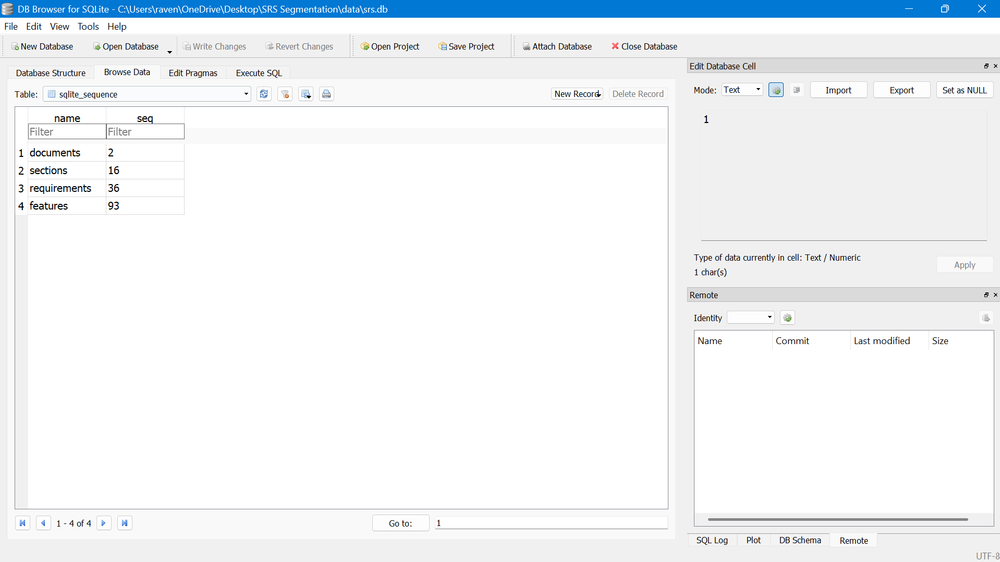 DB Browser for SQLite - C:\Users\raven\OneDrive\Desktop\SRS Segmentation\data\srs.db
File Edit View Tools Help
New Database Open Database Write Changes Revert Changes Open Project Save Project Attach Database Close Database
Database Structure Browse Data Edit Pragmas Execute SQL
Table: sqlite_sequence New Record Delete Record
name seq
Filter Filter
1 documents 2
2 sections 16
3 requirements 36
4 features 93
1 - 4 of 4 Go to: 1
Edit Database Cell
Mode: Text Import Export Set as NULL
1
Type of data currently in cell: Text / Numeric
1 char(s)
Apply
Remote
Identity
Name Commit Last modified Size
SQL Log Plot DB Schema Remote
UTF-8